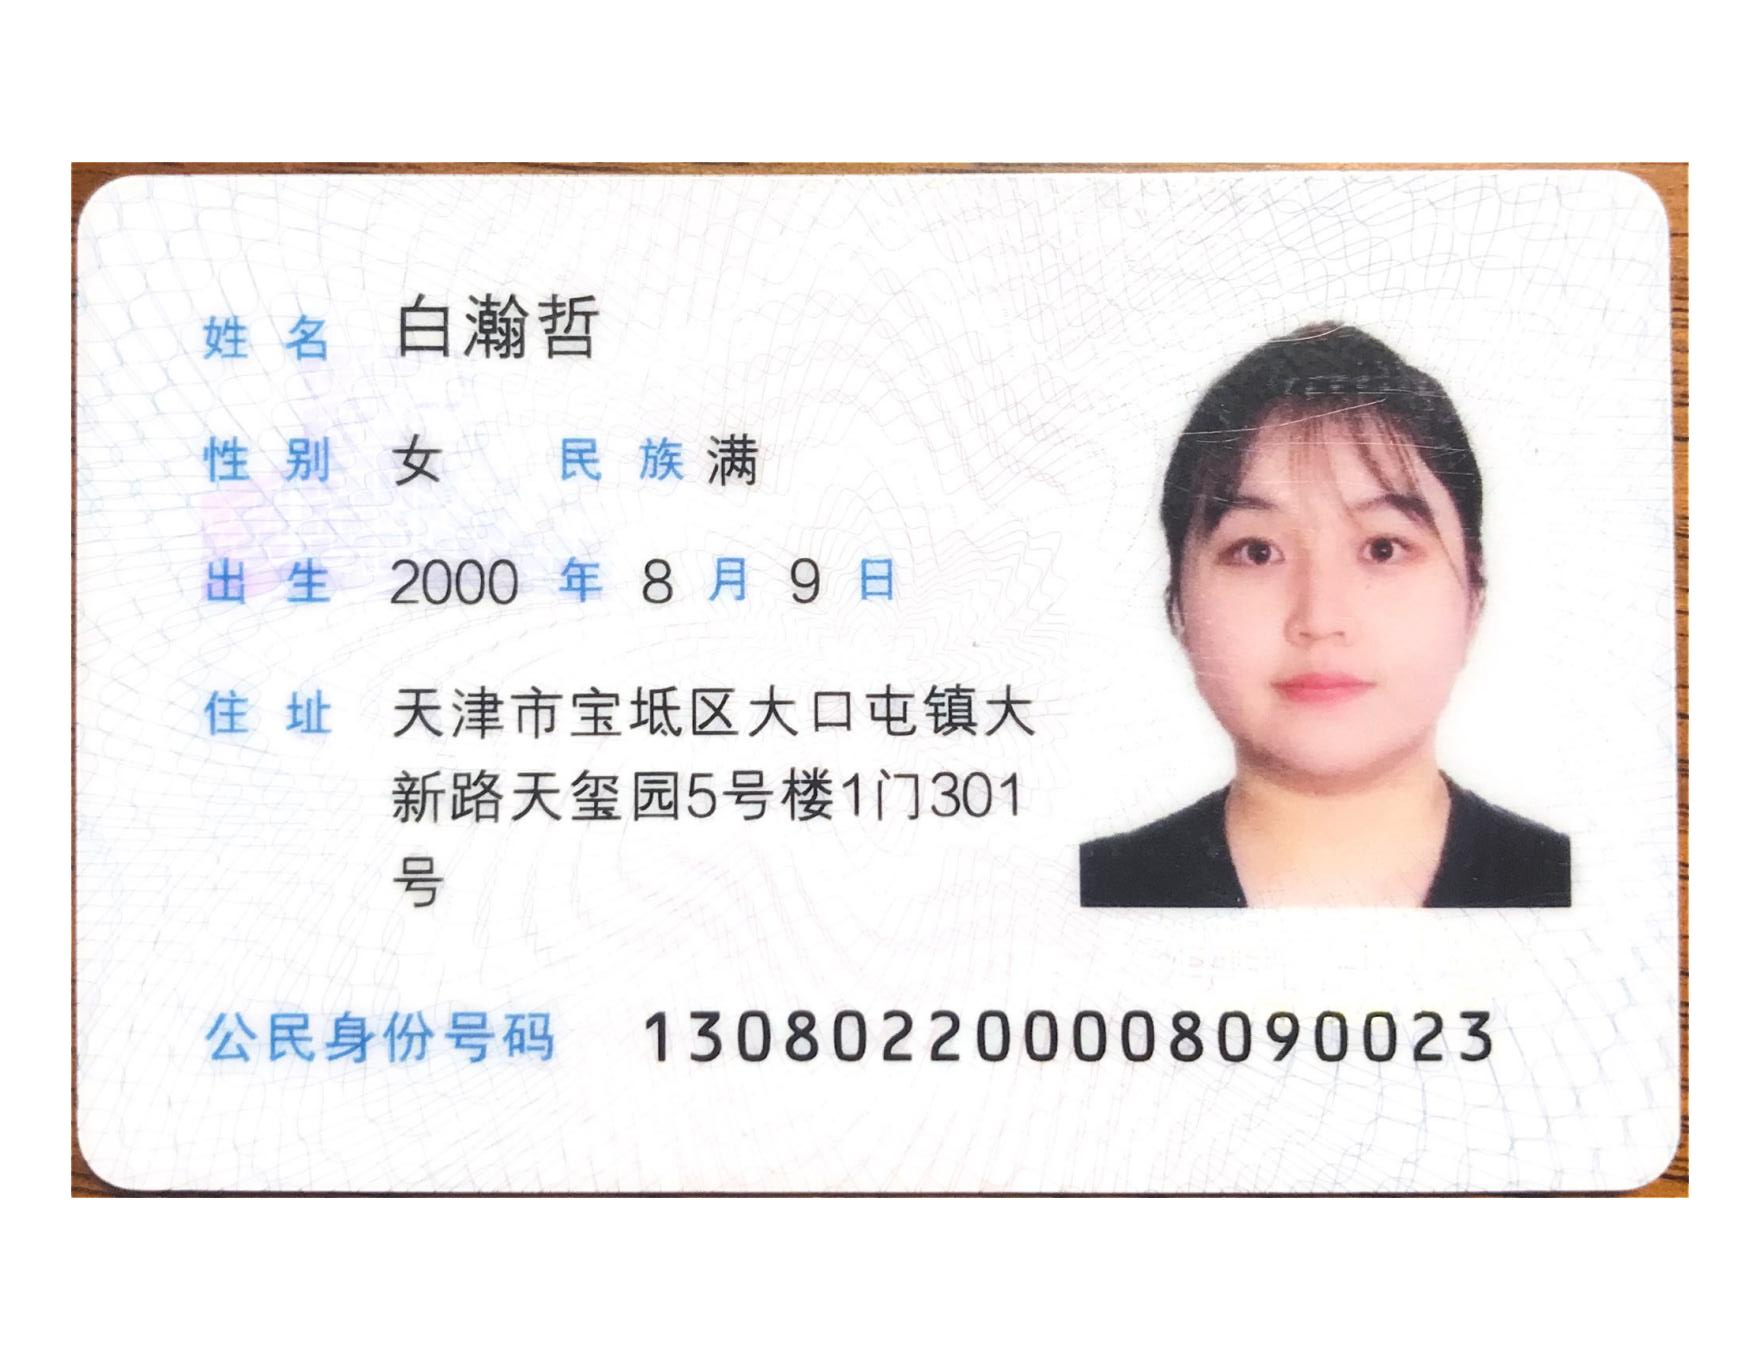 姓名 白瀚哲
性别 女 民族 满
出生 2000 年 8 月 9 日
住址 天津市宝坻区大口屯镇大
新路天玺园5号楼1门301
号
公民身份号码 130802200008090023